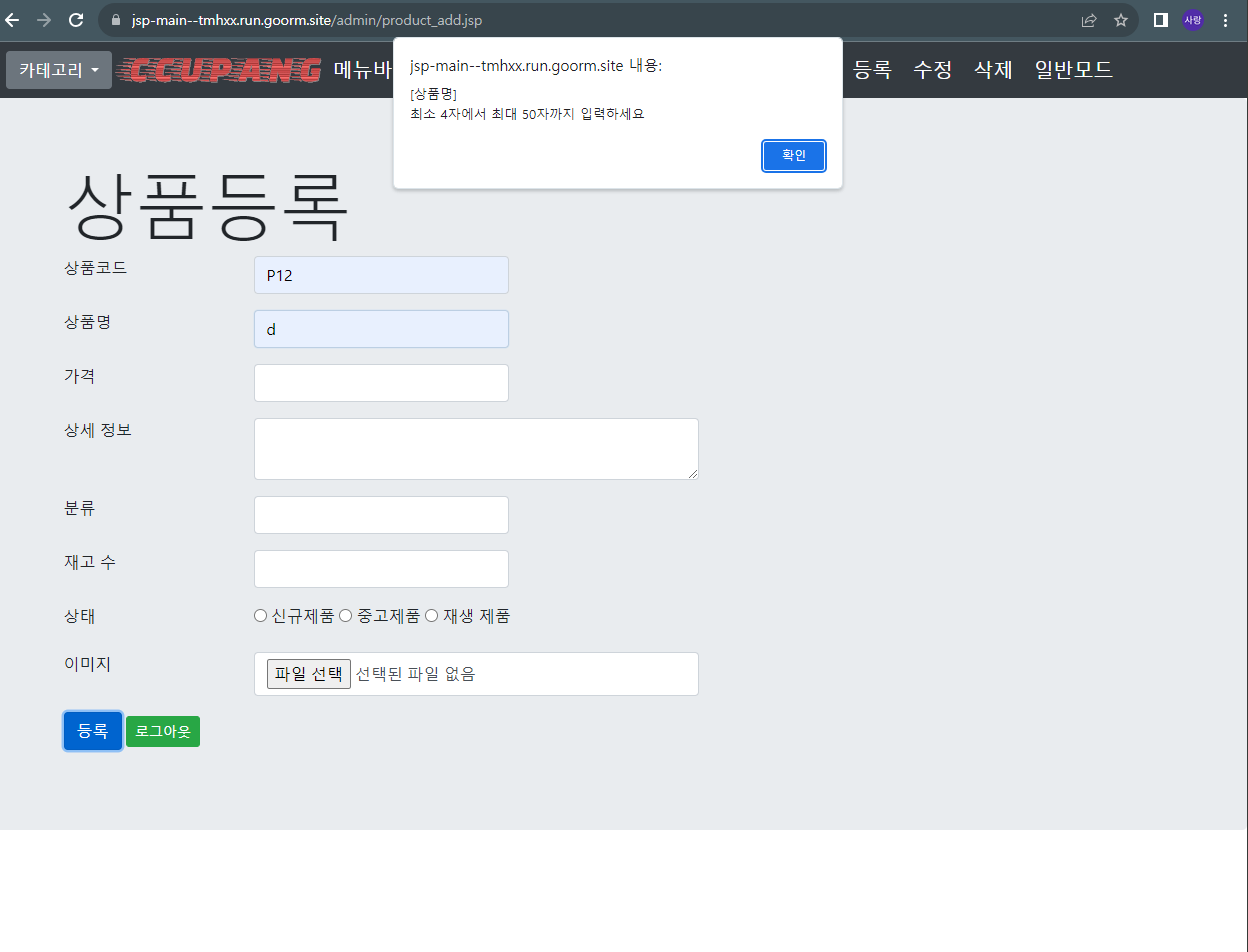 jsp-main--tmhxx.run.goorm.site/admin/product_add.jsp
사랑
카테고리
CCUPANG
메뉴바
등록 수정 삭제 일반모드
jsp-main--tmhxx.run.goorm.site 내용:
[상품명]
최소 4자에서 최대 50자까지 입력하세요
확인
상품등록
상품코드 P12
상품명 d
가격
상세 정보
분류
재고 수
상태 신규제품 중고제품 재생 제품
이미지 파일 선택 선택된 파일 없음
등록 로그아웃